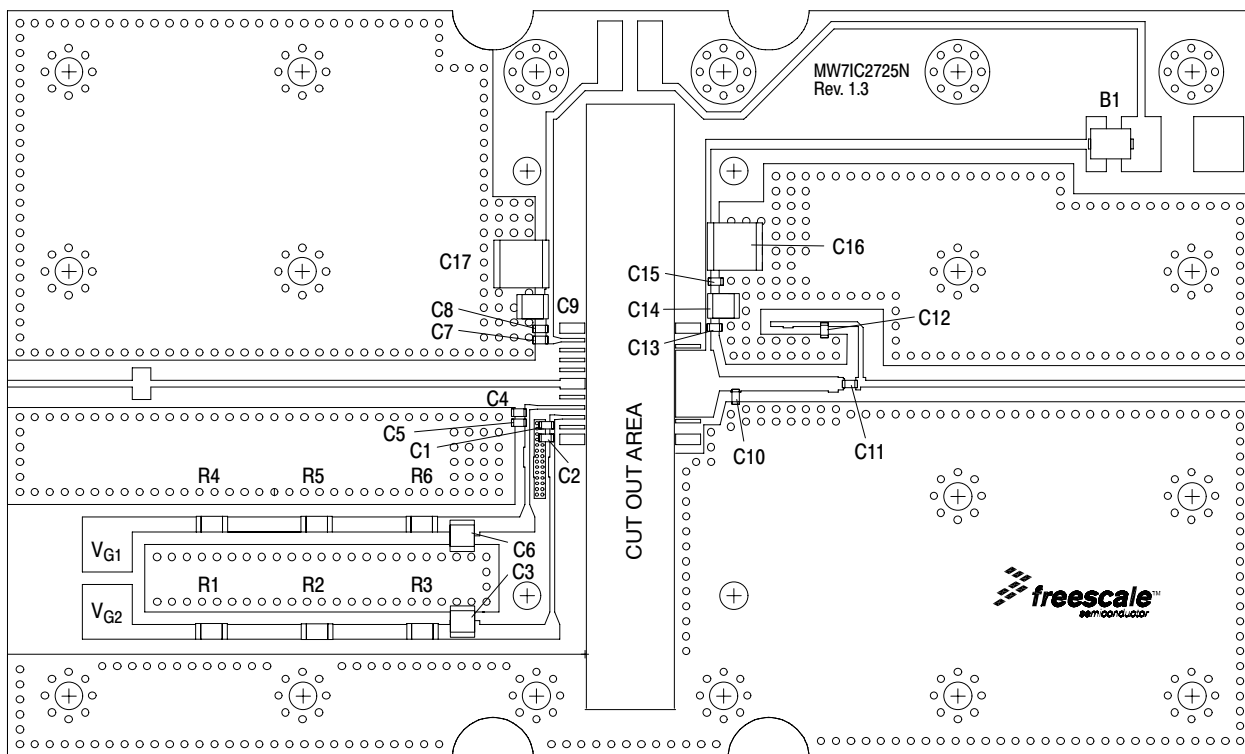 MW7IC2725N
Rev. 1.3
B1
C17
C16
C15
C9
C8
C14
C12
C7
C13
C4
C5
C1
C10
C11
C2
R4
R5
R6
CUT OUT AREA
VG1
C6
C3
R1
R2
R3
VG2
freescale™
semiconductor